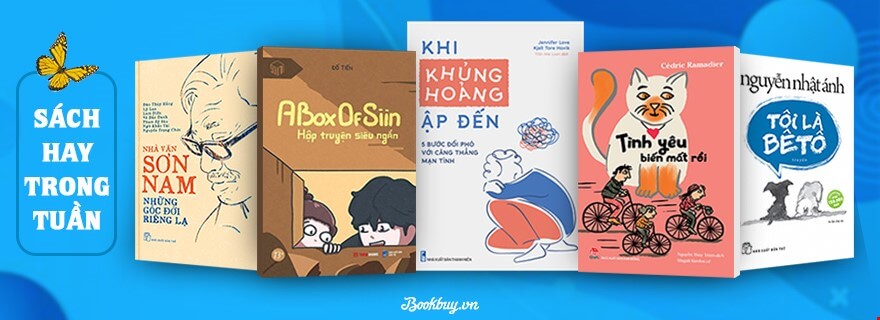 SÁCH
HAY
TRONG
TUẦN
NHÀ VĂN
SƠN
NAM
NHỮNG
GÓC ĐỜI
RIÊNG LẠ
ĐỖ TIẾN
A Box Of Siin
Hộp truyện siêu ngắn
Jennifer Love
Kjell Tore Hovik
KHI
KHỦNG
HOẢNG
ẬP ĐẾN
5 BƯỚC ĐỐI PHÓ
VỚI CĂNG THẲNG
MẠN TÍNH
Cédric Ramadier
Tình yêu
biến mất rồi
nguyễn nhật ánh
TÔI LÀ
BÊTÔ
Bookbuy.vn